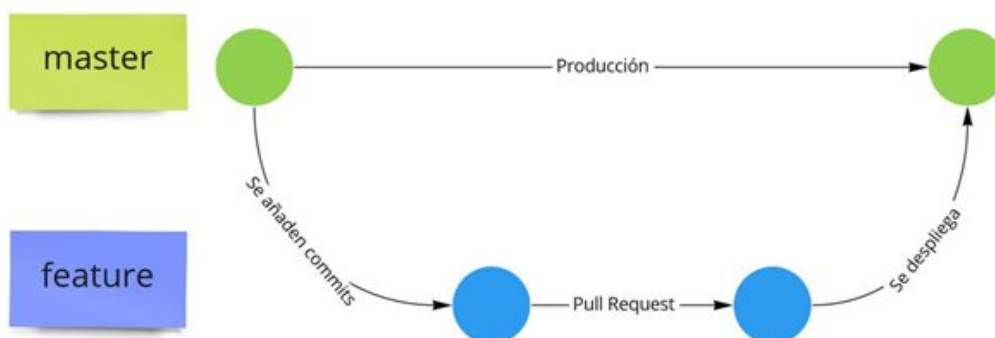 master
Producción
Se añaden commits
feature
Pull Request
Se despliega